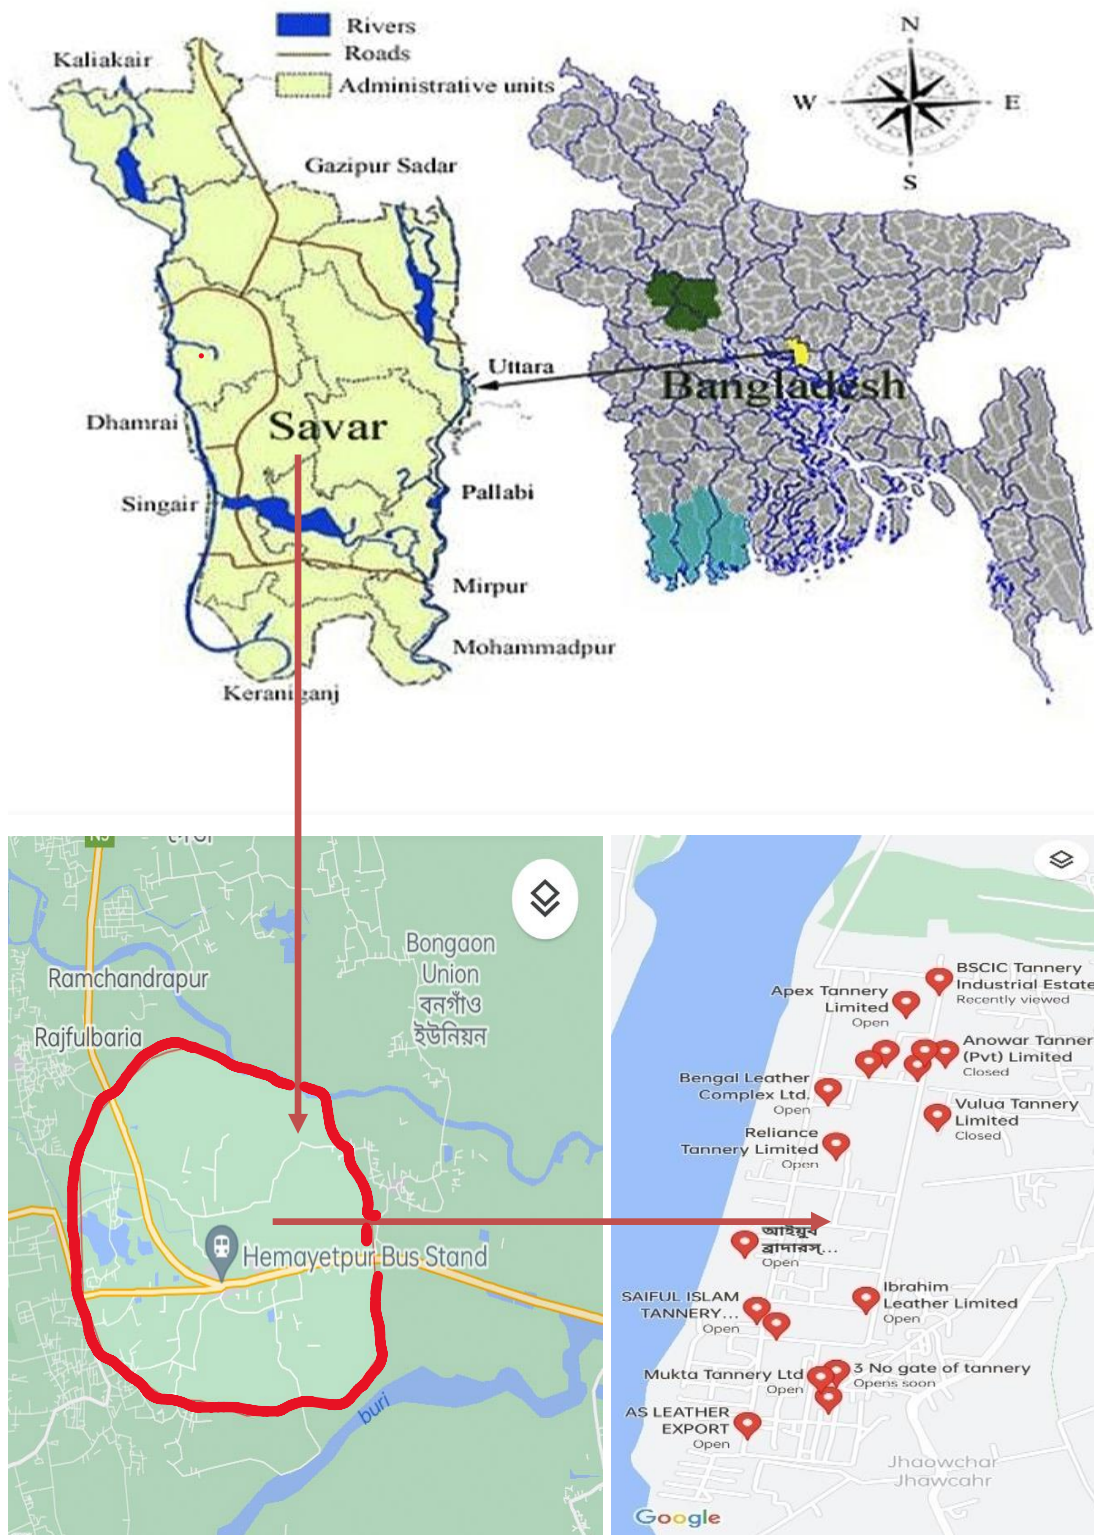 Rivers
Roads
Administrative units
Kaliakair
Gazipur Sadar
Uttara
Dhamrai
Savar
Singair
Pallabi
Mirpur
Mohammadpur
Keraniganj
N
W
E
S
Bangladesh
N5
Ramchandrapur
Rajfulbaria
Bongaon
Union
বনগাঁও
ইউনিয়ন
Hemayetpur Bus Stand
buri
BSCIC Tannery
Industrial Estate
Recently viewed
Apex Tannery
Limited
Open
Anowar Tanner
(Pvt) Limited
Closed
Bengal Leather
Complex Ltd.
Open
Vulua Tannery
Limited
Closed
Reliance
Tannery Limited
Open
আইয়ুব
ব্রাদারস্...
Open
SAIFUL ISLAM
TANNERY...
Open
Ibrahim
Leather Limited
Open
Mukta Tannery Ltd
Open
3 No gate of tannery
Opens soon
AS LEATHER
EXPORT
Open
Jhaowchar
Jhawcahr
Google